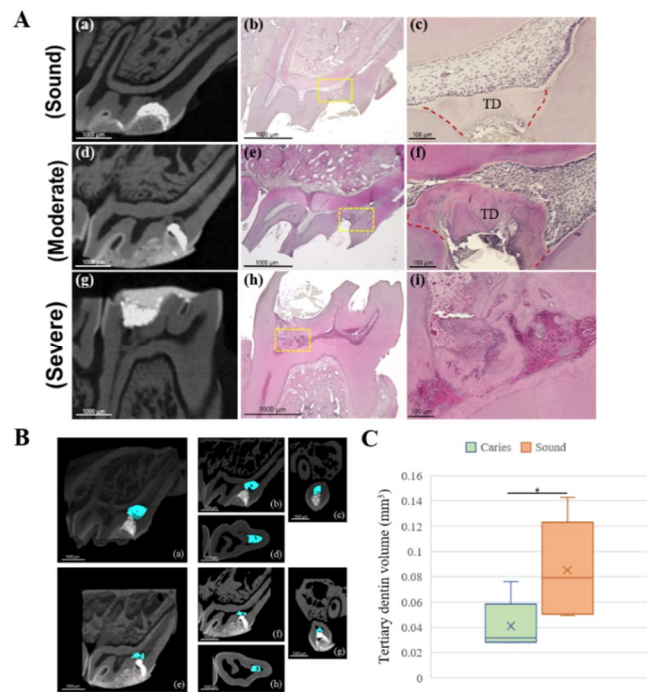 A
(Sound)
(a)
1000 µm
(b)
1000 µm
(c)
TD
100 µm
(Moderate)
(d)
1000 µm
(e)
1000 µm
(f)
TD
100 µm
(Severe)
(g)
1000 µm
(h)
1000 µm
(i)
100 µm
B
(a)
(b)
(c)
(d)
(e)
(f)
(g)
(h)
C
Caries
Sound
Tertiary dentin volume (mm³)
0.16
0.14
0.12
0.1
0.08
0.06
0.04
0.02
0
*